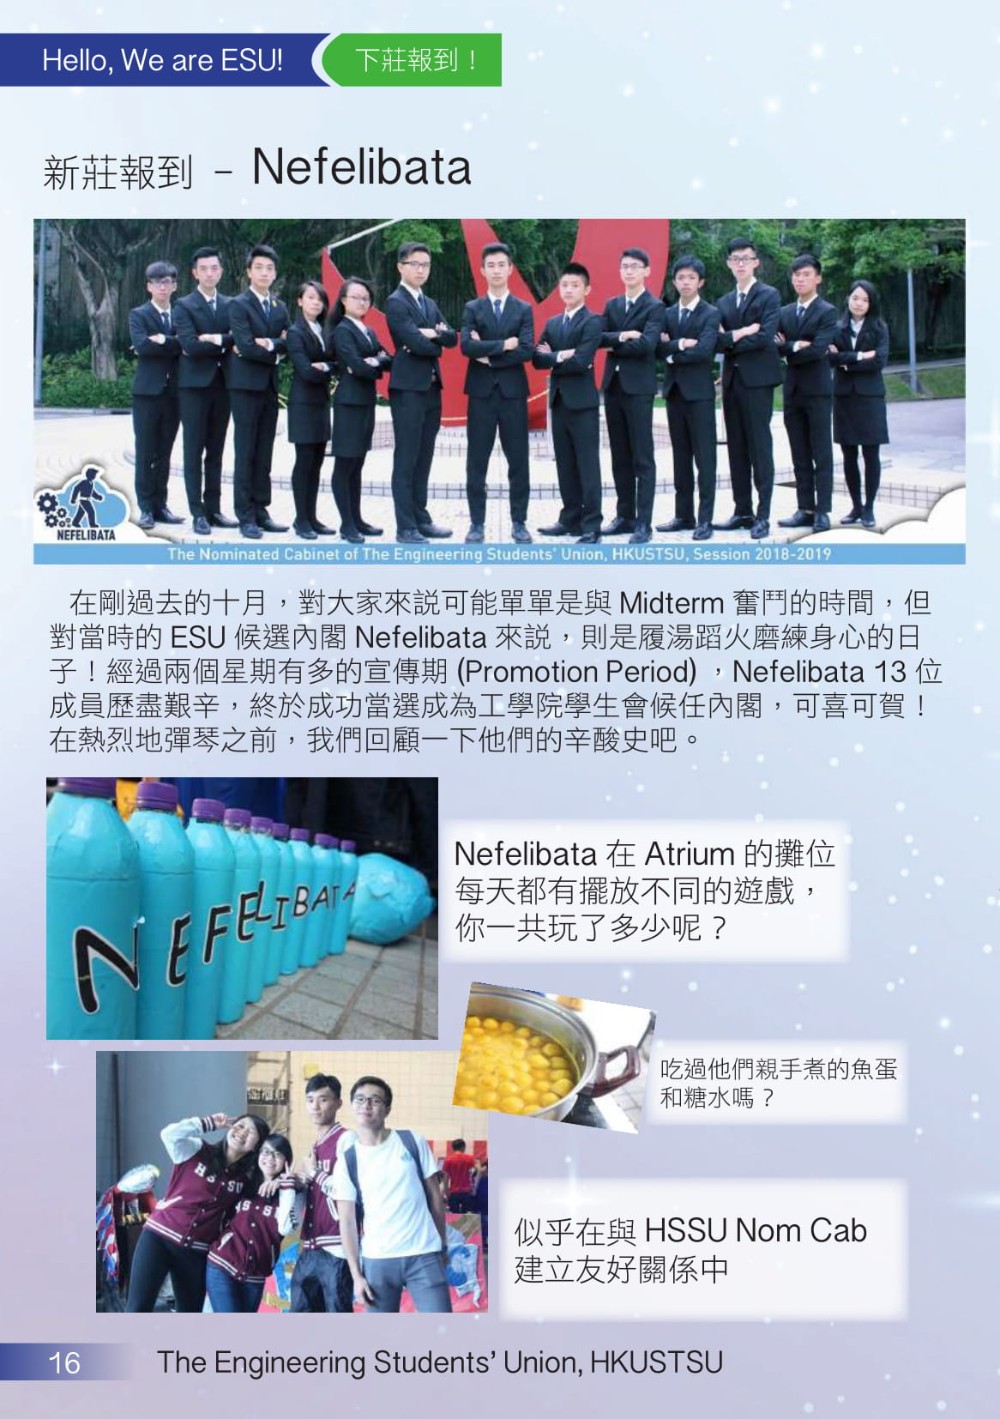 Hello, We are ESU!
下莊報到！
新莊報到 - Nefelibata
NEFELIBATA
The Nominated Cabinet of The Engineering Students' Union, HKUSTSU, Session 2018-2019
在剛過去的十月，對大家來說可能單單是與 Midterm 奮鬥的時間，但
對當時的 ESU 候選內閣 Nefelibata 來說，則是履湯蹈火磨練身心的日
子！經過兩個星期有多的宣傳期 (Promotion Period) ，Nefelibata 13 位
成員歷盡艱辛，終於成功當選成為工學院學生會候任內閣，可喜可賀！
在熱烈地彈琴之前，我們回顧一下他們的辛酸史吧。
NEFELIBATA
Nefelibata 在 Atrium 的攤位
每天都有擺放不同的遊戲，
你一共玩了多少呢？
吃過他們親手煮的魚蛋
和糖水嗎？
似乎在與 HSSU Nom Cab
建立友好關係中
16
The Engineering Students' Union, HKUSTSU